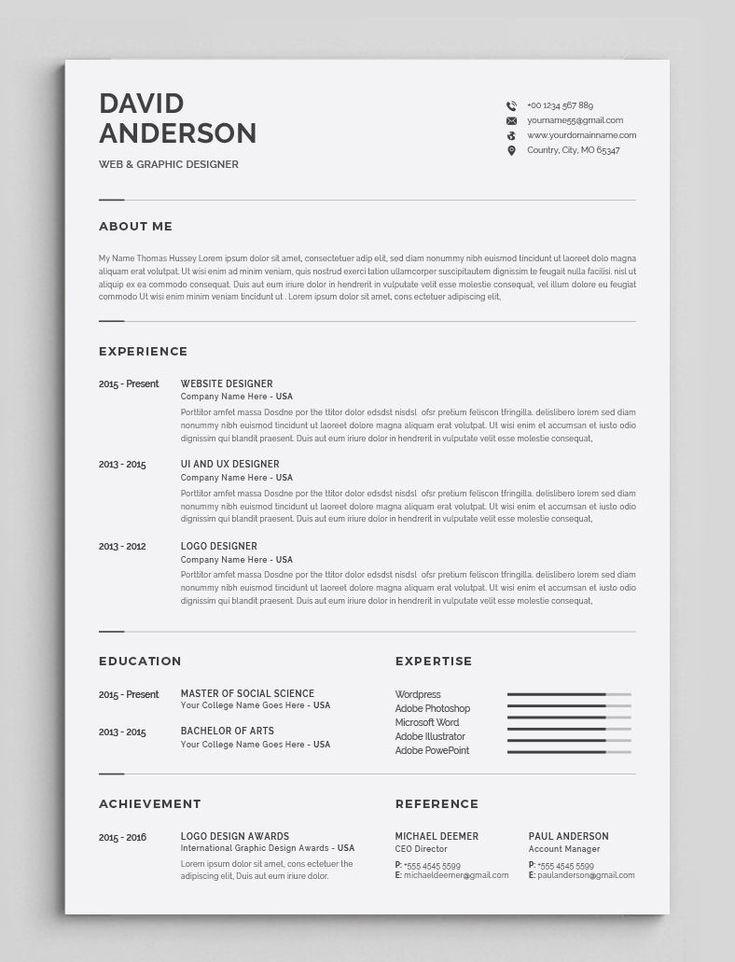 DAVID
ANDERSON
WEB & GRAPHIC DESIGNER
+00 1234 567 889
yourname55@gmail.com
www.yourdomainname.com
Country, City, MO 65347
ABOUT ME
My Name Thomas Hussey Lorem ipsum dolor sit amet, consectetuer adip elit, sed diam nonummy nibh euismod tincidunt ut laoreet dolo magna
aliquam erat volutpat. Ut wisi enim ad minim veniam, quis nostrud exerci tation ullamcorper suscipitautem dignissim te feugait nulla facilisi. nisl ut
aliquip ex ea commodo consequat. Duis aut eum iriure dolor in hendrerit in vulputate velit esse molestie consequat, vel illum dolore eu feugiat
commodo Ut wisi enim minim veniam tincidunt ut . Lorem ipsum dolor sit amet, cons ectetuer adipiscing elit,
EXPERIENCE
2015 - Present
WEBSITE DESIGNER
Company Name Here - USA
Porttitor amfet massa Dosdne por the ttitor dolor edsdst nisdsl ofsr pretium feliscon tfringilla. delislibero lorem sed diam
nonummy nibh euismod tincidunt ut laoreet dolore magna aliquam erat volutpat. Ut wisi enim et accumsan et iusto odio
dignissim qui blandit praesent. Duis aut eum iriure dolor in hendrerit in vulputate velit esse molestie consequat,
2013 - 2015
UI AND UX DESIGNER
Company Name Here - USA
Porttitor amfet massa Dosdne por the ttitor dolor edsdst nisdsl ofsr pretium feliscon tfringilla. delislibero lorem sed diam
nonummy nibh euismod tincidunt ut laoreet dolore magna aliquam erat volutpat. Ut wisi enim et accumsan et iusto odio
dignissim qui blandit praesent. Duis aut eum iriure dolor in hendrerit in vulputate velit esse molestie consequat,
2013 - 2012
LOGO DESIGNER
Company Name Here - USA
Porttitor amfet massa Dosdne por the ttitor dolor edsdst nisdsl ofsr pretium feliscon tfringilla. delislibero lorem sed diam
nonummy nibh euismod tincidunt ut laoreet dolore magna aliquam erat volutpat. Ut wisi enim et accumsan et iusto odio
dignissim qui blandit praesent. Duis aut eum iriure dolor in hendrerit in vulputate velit esse molestie consequat,
EDUCATION
2015 - Present
MASTER OF SOCIAL SCIENCE
Your College Name Goes Here - USA
2013 - 2015
BACHELOR OF ARTS
Your College Name Goes Here - USA
EXPERTISE
Wordpress
Adobe Photoshop
Microsoft Word
Adobe Illustrator
Adobe PowePoint
ACHIEVEMENT
2015 - 2016
LOGO DESIGN AWARDS
International Graphic Design Awards - USA
Lorem ipsum dolor sit amet, cons ectetuer the
adipiscing elit, Duis aut eum iriure dolor.
REFERENCE
MICHAEL DEEMER
CEO Director
P: +555 4545 5599
E: michaeldeemer@gmail.com
PAUL ANDERSON
Account Manager
P: +555 4545 5599
E: paulanderson@gmail.com